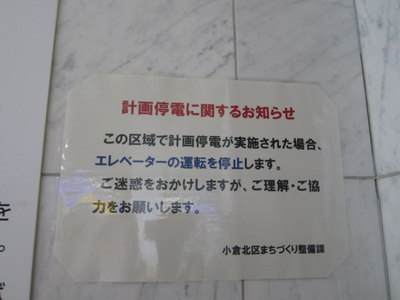 計画停電に関するお知らせ
この区域で計画停電が実施された場合、
エレベーターの運転を停止します。
ご迷惑をおかけしますが、ご理解・ご協
力をお願いします。
小倉北区まちづくり整備課
を
。